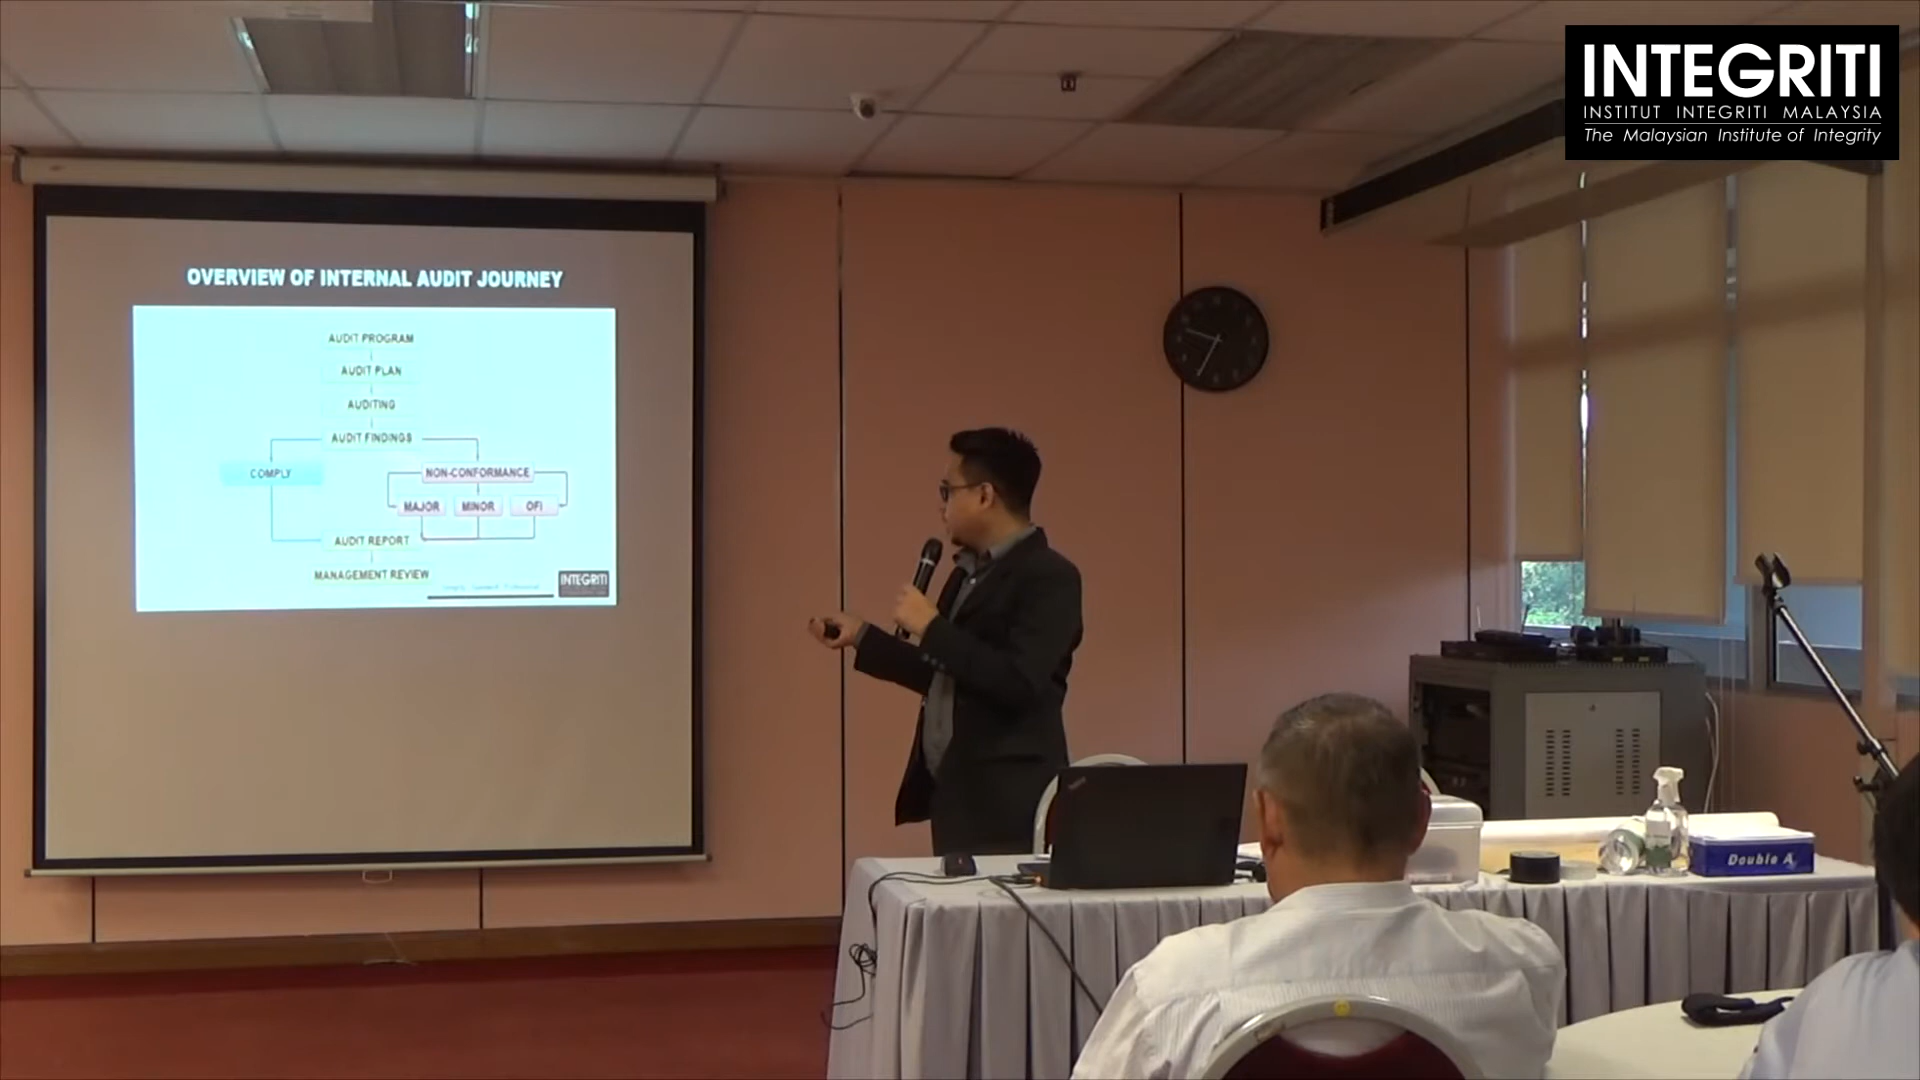 INTEGRITI
INSTITUT INTEGRITI MALAYSIA
The Malaysian Institute of Integrity
OVERVIEW OF INTERNAL AUDIT JOURNEY
AUDIT PROGRAM
AUDIT PLAN
AUDITING
AUDIT FINDINGS
COMPLY
NON-CONFORMANCE
MAJOR
MINOR
OFI
AUDIT REPORT
MANAGEMENT REVIEW
INTEGRITI
Double A